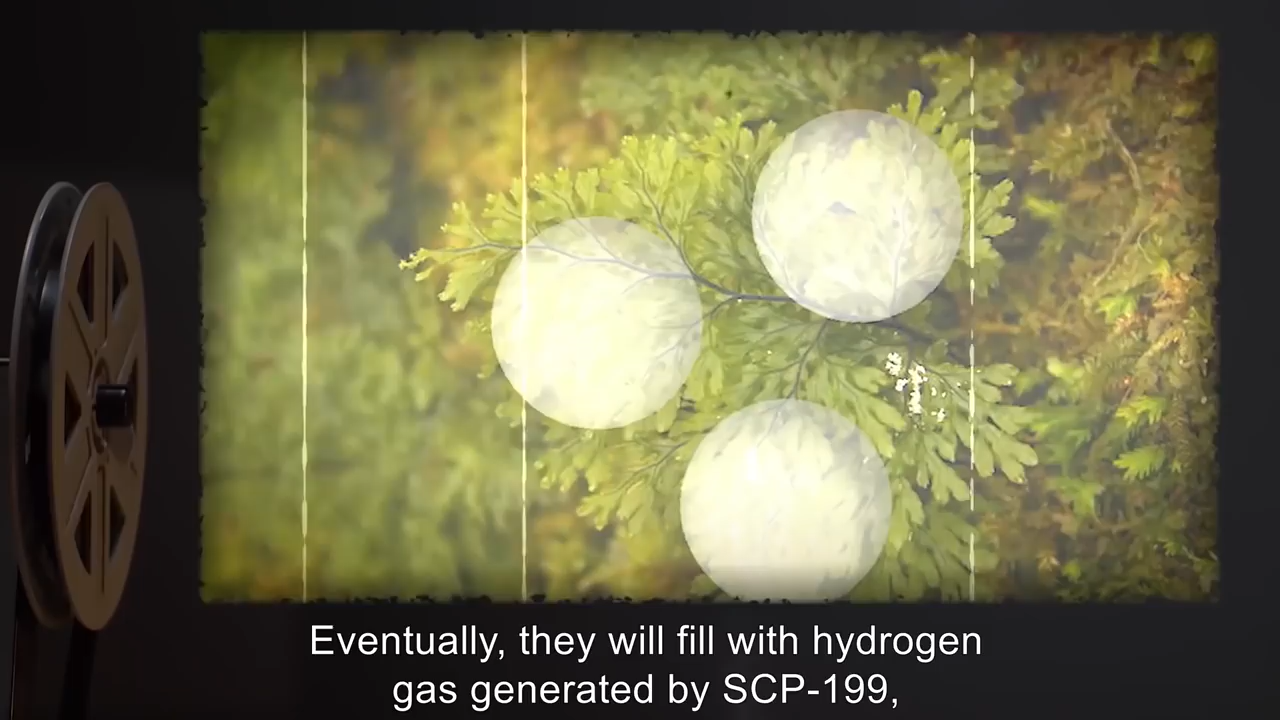 Eventually, they will fill with hydrogen
gas generated by SCP-199,